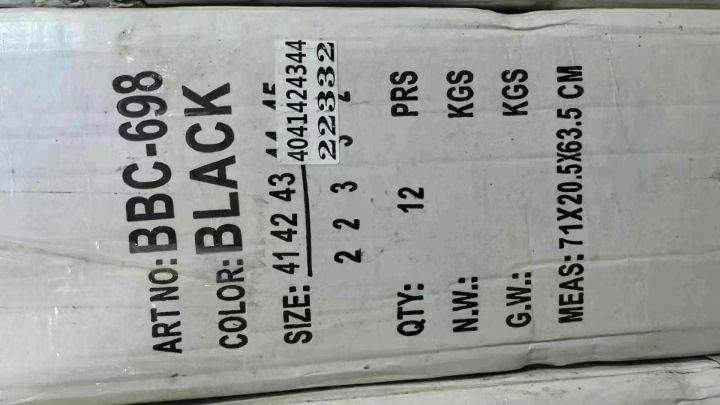 ART NO: BBC-698
COLOR: BLACK
SIZE: 41 42 43
4041424344
22332
2 2 3
QTY: 12 PRS
N.W.: KGS
G.W.: KGS
MEAS: 71X20.5X63.5 CM